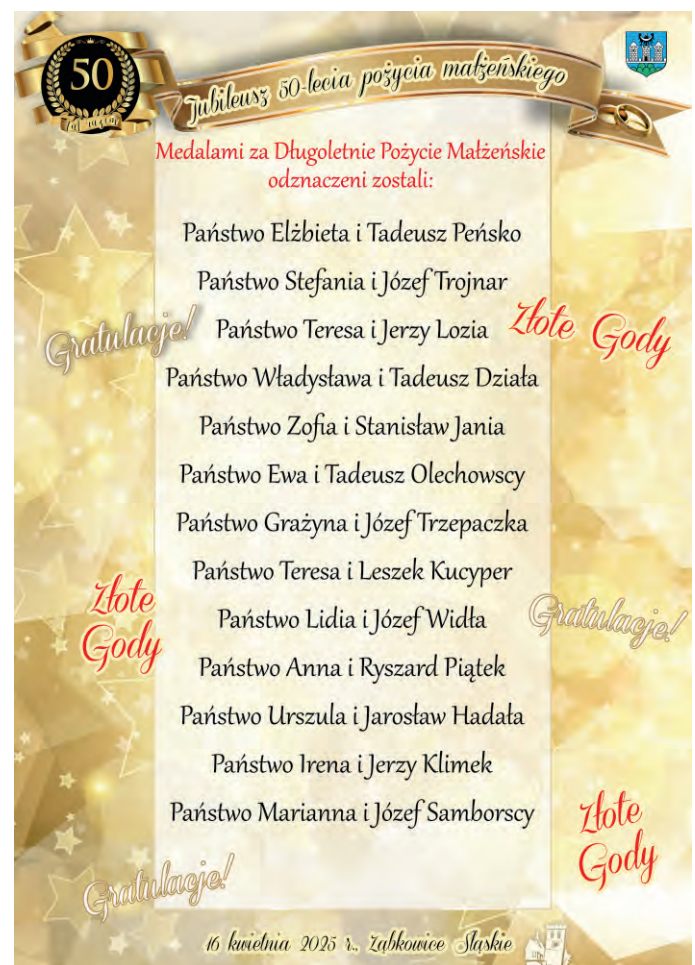 50
lat razem
Jubileusz 50-lecia pożycia małżeńskiego
Medalami za Długoletnie Pożycie Małżeńskie
odznaczeni zostali:
Państwo Elżbieta i Tadeusz Peńsko
Państwo Stefania i Józef Trojnar
Gratulacje!
Państwo Teresa i Jerzy Lozia
Złote Gody
Państwo Władysława i Tadeusz Działa
Państwo Zofia i Stanisław Jania
Państwo Ewa i Tadeusz Olechowscy
Państwo Grażyna i Józef Trzepaczka
Państwo Teresa i Leszek Kucyper
Złote
Gody
Państwo Lidia i Józef Widła
Gratulacje!
Państwo Anna i Ryszard Piątek
Państwo Urszula i Jarosław Hadała
Państwo Irena i Jerzy Klimek
Państwo Marianna i Józef Samborscy
Złote
Gody
Gratulacje!
16 kwietnia 2025 r., Ząbkowice Śląskie